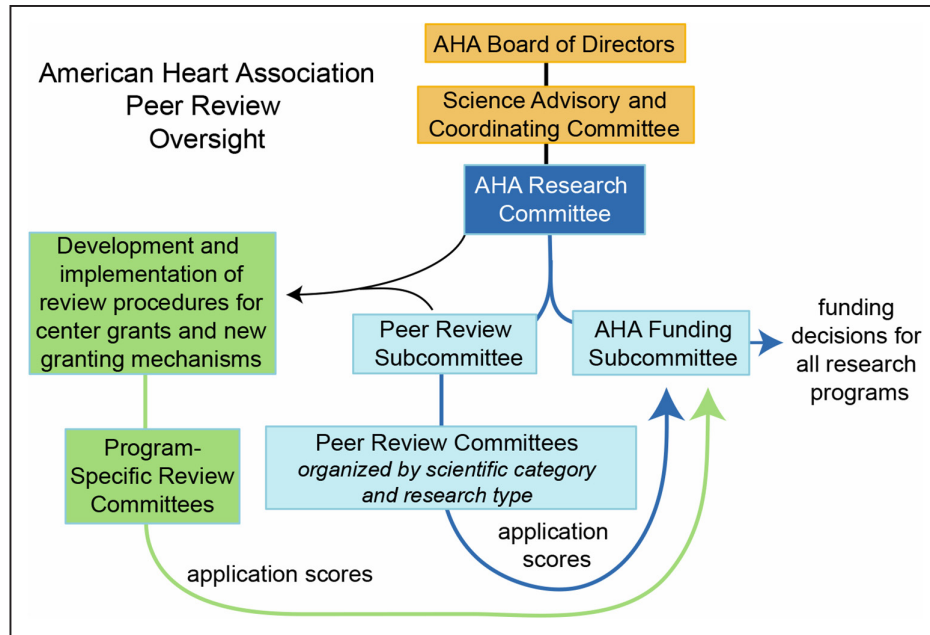 American Heart Association
Peer Review
Oversight
AHA Board of Directors
Science Advisory and
Coordinating Committee
AHA Research
Committee
Development and
implementation of
review procedures for
center grants and new
granting mechanisms
Peer Review
Subcommittee
AHA Funding
Subcommittee
funding
decisions for
all research
programs
Program-
Specific Review
Committees
Peer Review Committees
organized by scientific category
and research type
application
scores
application scores